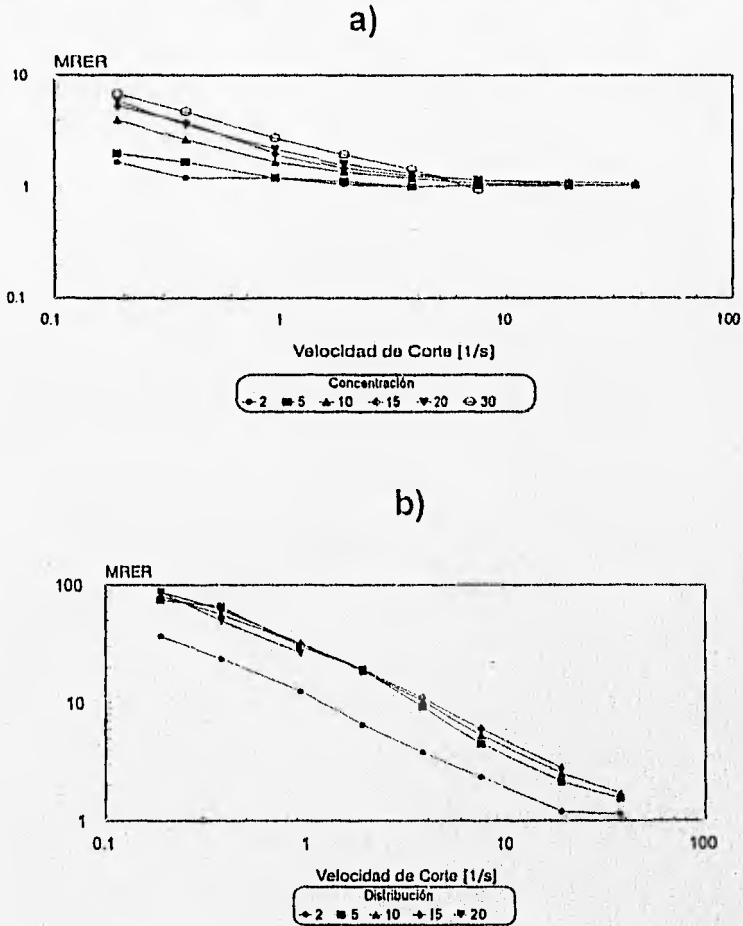 a)
MRER
10
1
0.1
0.1 1 10 100
Velocidad de Corte [1/s]
Concentración
2 5 10 15 20 30
b)
MRER
100
10
1
0.1 1 10 100
Velocidad de Corte [1/s]
Distribución
2 5 10 15 20